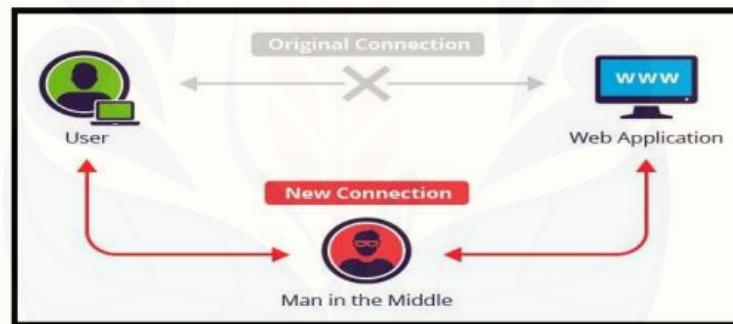 Original Connection
www
User
Web Application
New Connection
Man in the Middle